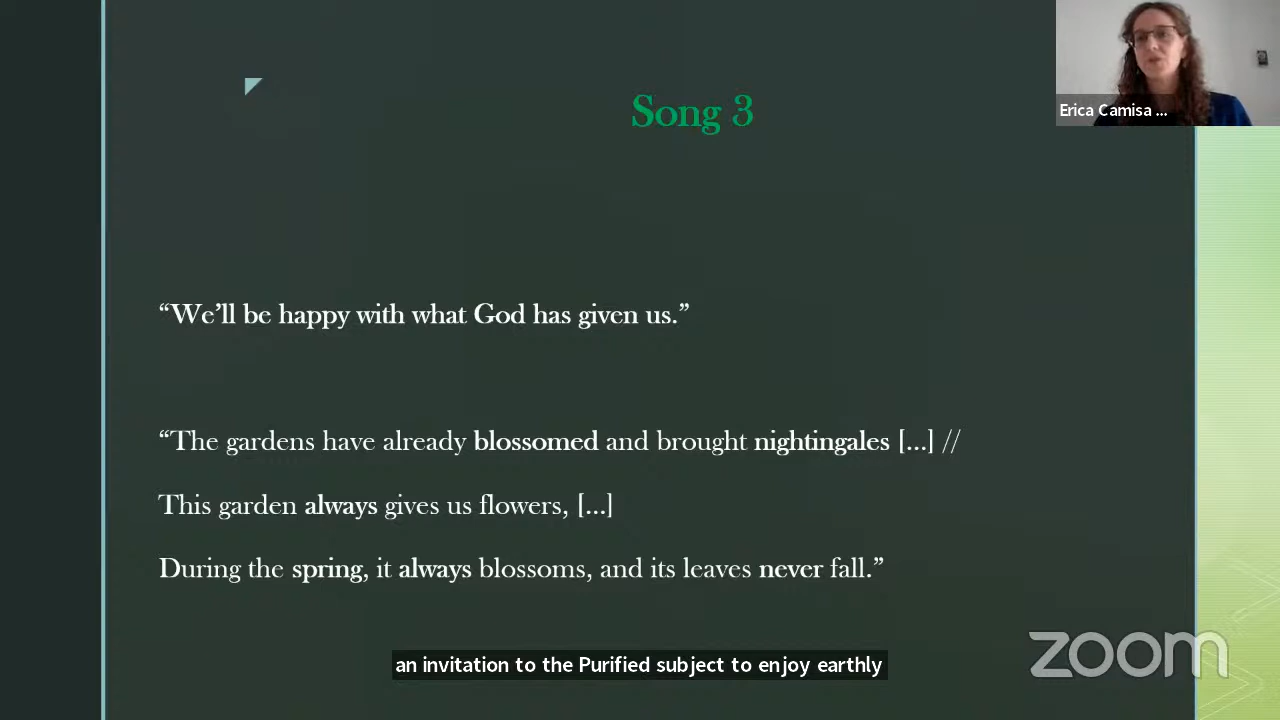 Song 3
Erica Camisa ...
“We’ll be happy with what God has given us.”
“The gardens have already blossomed and brought nightingales [...] //
This garden always gives us flowers, [...]
During the spring, it always blossoms, and its leaves never fall.”
an invitation to the Purified subject to enjoy earthly
zoom